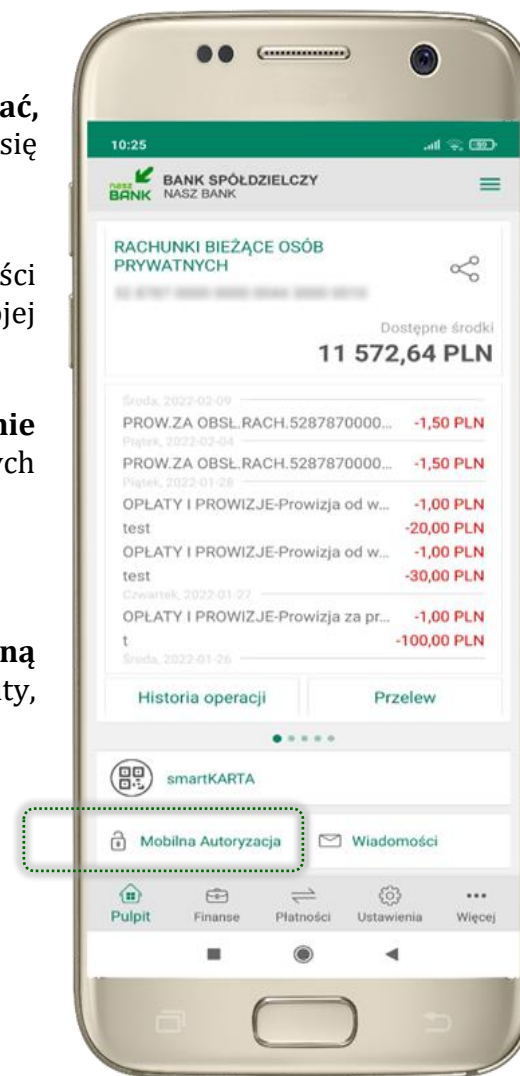 ać,
się
ści
jej
nie
ych
ną
ty,
10:25
50
nasz BANK
BANK SPÓŁDZIELCZY
NASZ BANK
RACHUNKI BIEŻĄCE OSÓB
PRYWATNYCH
Dostępne środki
11 572,64 PLN
Środa, 2022-02-09
PROW.ZA OBSŁ.RACH.5287870000... -1,50 PLN
Piątek, 2022-02-04
PROW.ZA OBSŁ.RACH.5287870000... -1,50 PLN
Piątek, 2022-01-28
OPŁATY I PROWIZJE-Prowizja od w... -1,00 PLN
test -20,00 PLN
OPŁATY I PROWIZJE-Prowizja od w... -1,00 PLN
test -30,00 PLN
Czwartek, 2022-01-27
OPŁATY I PROWIZJE-Prowizja za pr... -1,00 PLN
t -100,00 PLN
Środa, 2022-01-26
Historia operacji Przelew
smartKARTA
Mobilna Autoryzacja Wiadomości
Pulpit Finanse Płatności Ustawienia Więcej